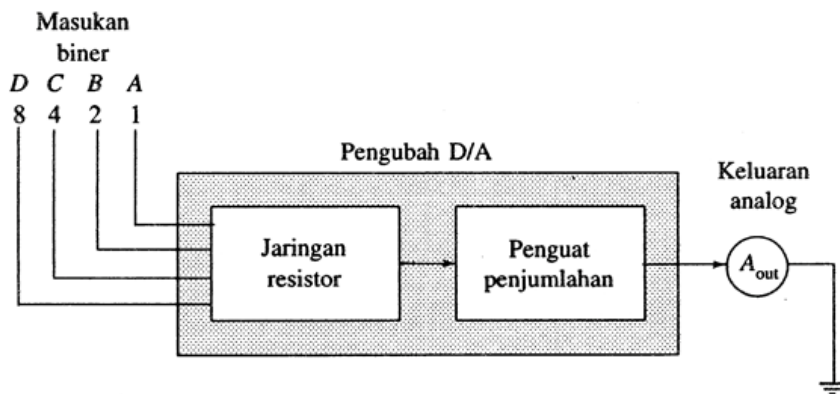 Masukan
biner
D C B A
8 4 2 1
Pengubah D/A
Jaringan
resistor
Penguat
penjumlahan
Keluaran
analog
A_out